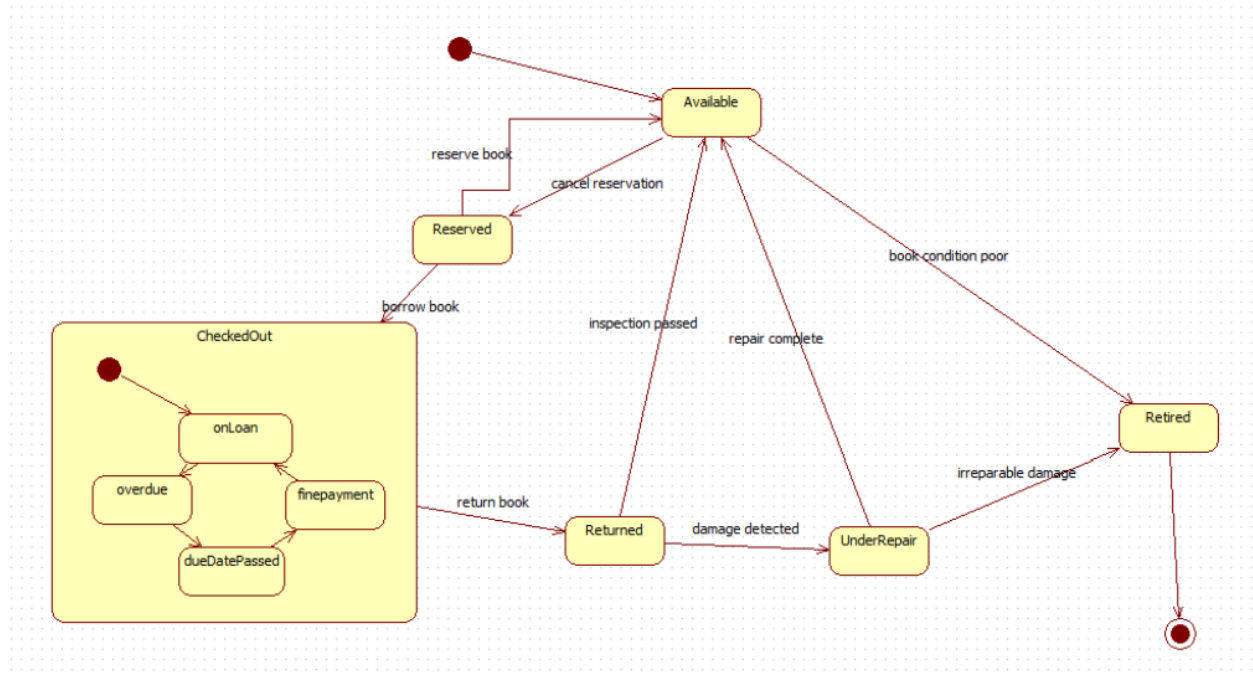 Available
reserve book
cancel reservation
Reserved
book condition poor
borrow book
inspection passed
CheckedOut
repair complete
Retired
onLoan
irreparable damage
overdue
finepayment
return book
Returned
damage detected
UnderRepair
dueDatePassed